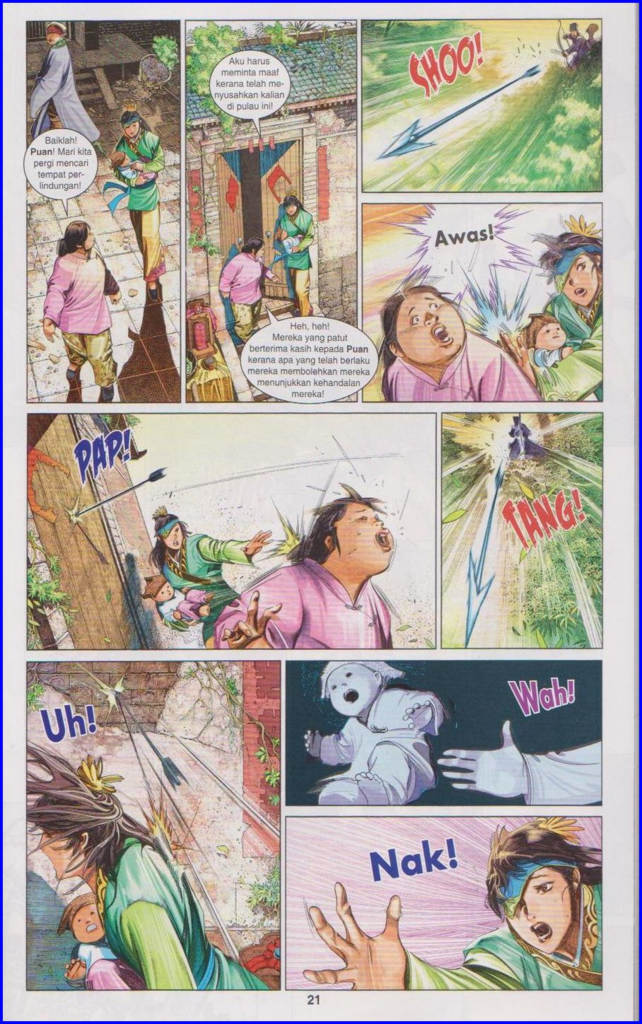 Baiklah!
Puan! Mari kita
pergi mencari
tempat per-
lindungan!
Aku harus
meminta maaf
kerana telah me-
nyusahkan kalian
di pulau ini!
Heh, heh!
Mereka yang patut
berterima kasih kepada Puan
kerana apa yang telah berlaku
mereka membolehkan mereka
menunjukkan kehandalan
mereka!
SHOO!
Awas!
PAP!
TANG!
Uh!
Wah!
Nak!
21